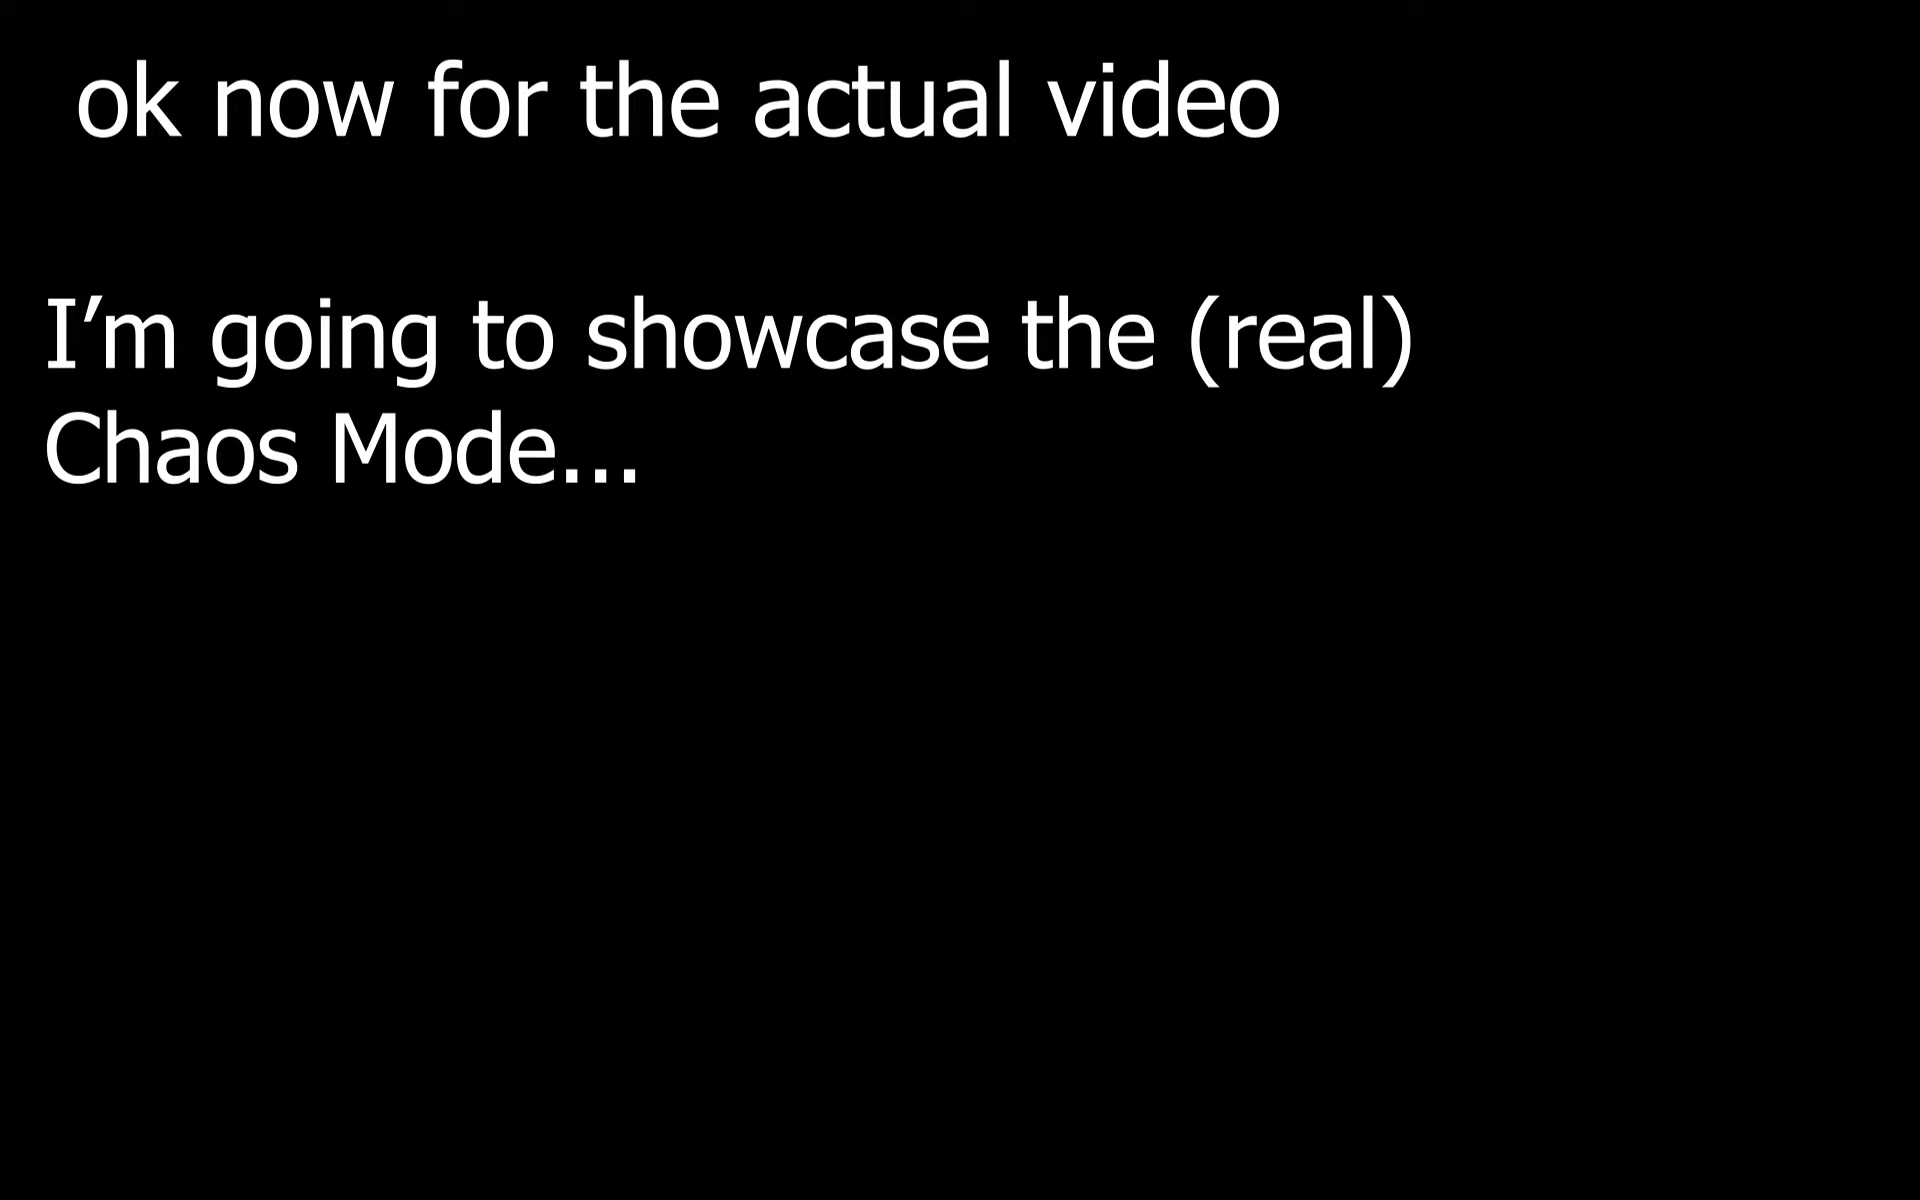 ok now for the actual video
I’m going to showcase the (real)
Chaos Mode...